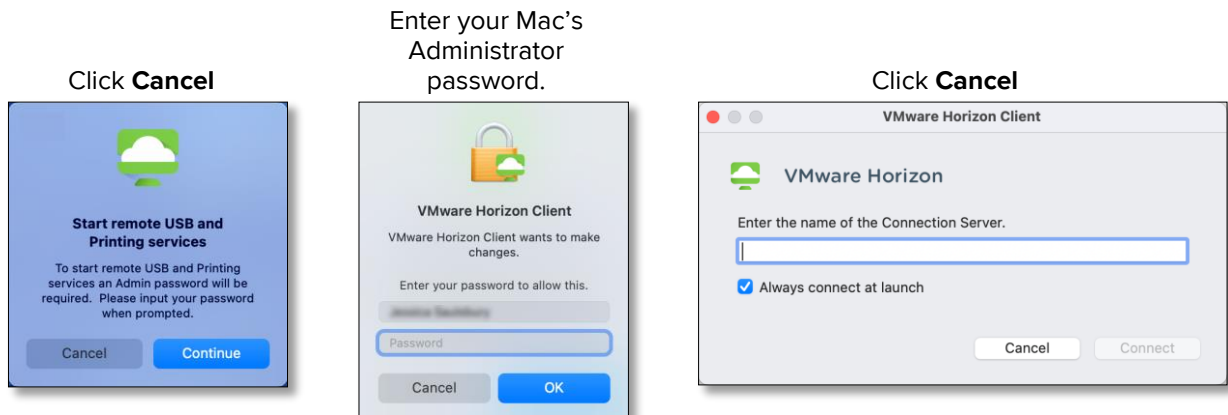 Click Cancel
Start remote USB and
Printing services
To start remote USB and Printing
services an Admin password will be
required. Please input your password
when prompted.
Cancel
Continue
Enter your Mac’s
Administrator
password.
VMware Horizon Client
VMware Horizon Client wants to make
changes.
Enter your password to allow this.
Password
Cancel
OK
Click Cancel
VMware Horizon Client
VMware Horizon
Enter the name of the Connection Server.
Always connect at launch
Cancel
Connect